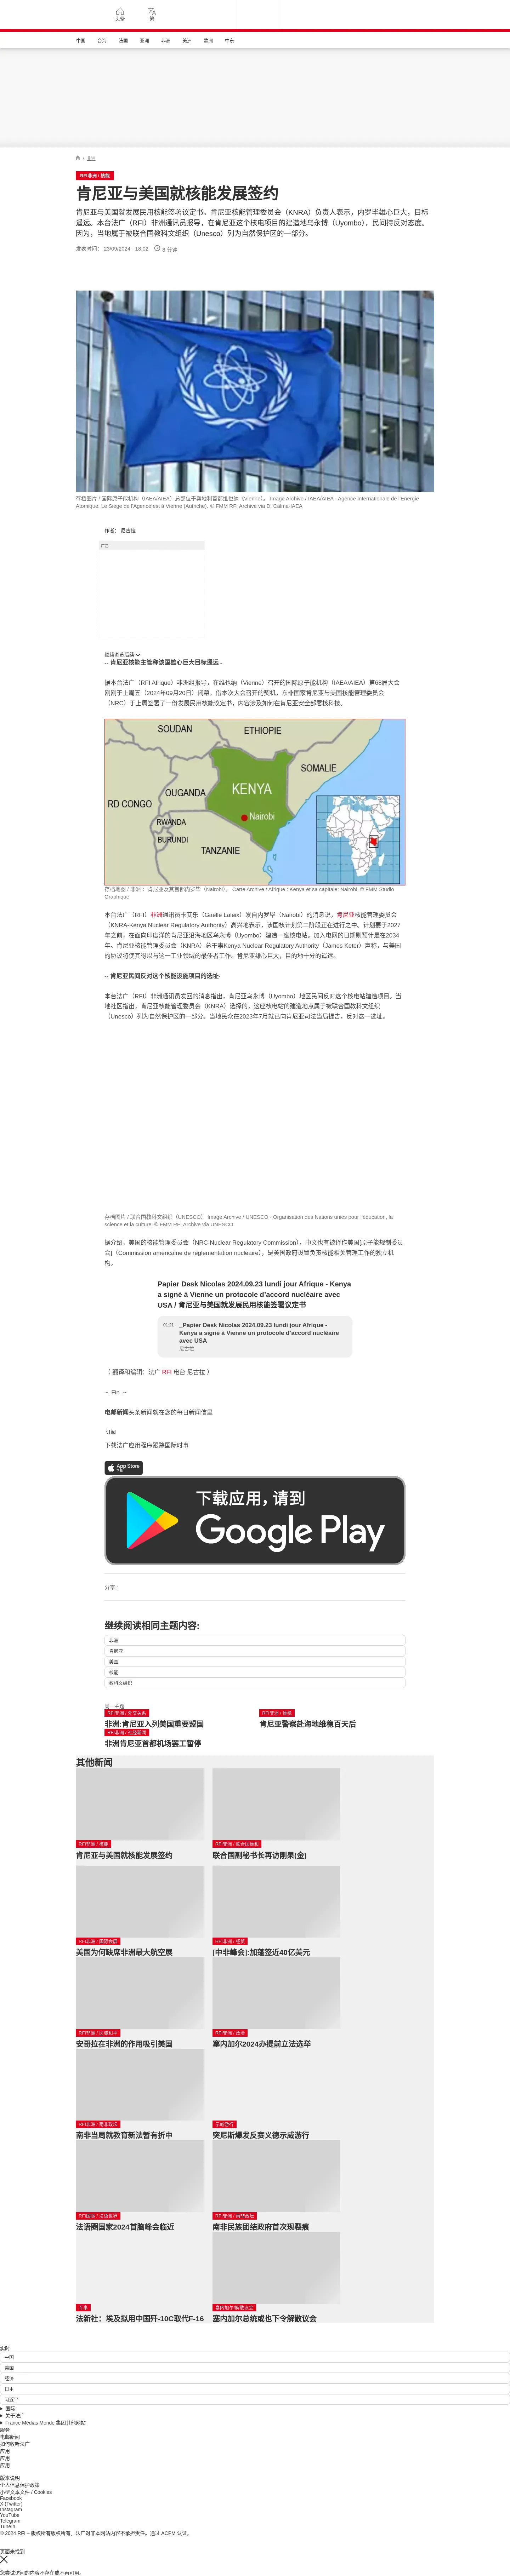 头条
繁
中国
台海
法国
亚洲
非洲
美洲
欧洲
中东
/ 非洲
RFI非洲 / 核能
肯尼亚与美国就核能发展签约
肯尼亚与美国就发展民用核能签署议定书。肯尼亚核能管理委员会（KNRA）负责人表示，内罗毕雄心巨大，目标
遥远。本台法广（RFI）非洲通讯员报导，在肯尼亚这个核电项目的建造地乌永博（Uyombo），民间持反对态度。
因为，当地属于被联合国教科文组织（Unesco）列为自然保护区的一部分。
发表时间： 23/09/2024 - 18:02
8 分钟
存档图片 / 国际原子能机构（IAEA/AIEA）总部位于奥地利首都维也纳（Vienne）。 Image Archive / IAEA/AIEA - Agence Internationale de l'Energie
Atomique. Le Siège de l'Agence est à Vienne (Autriche). © FMM RFI Archive via D. Calma-IAEA
作者： 尼古拉
广告
继续浏览后续
-- 肯尼亚核能主管称该国雄心巨大目标遥远 -
据本台法广（RFI Afrique）非洲组报导，在维也纳（Vienne）召开的国际原子能机构（IAEA/AIEA）第68届大会
刚刚于上周五（2024年09月20日）闭幕。借本次大会召开的契机，东非国家肯尼亚与美国核能管理委员会
（NRC）于上周签署了一份发展民用核能议定书，内容涉及如何在肯尼亚安全部署核科技。
SOUDAN
ETHIOPIE
SOMALIE
OUGANDA
KENYA
RD CONGO
Nairobi
RWANDA
BURUNDI
TANZANIE
存档地图 / 非洲 ： 肯尼亚及其首都内罗毕（Nairobi）。 Carte Archive / Afrique : Kenya et sa capitale: Nairobi. © FMM Studio
Graphique
本台法广（RFI）非洲通讯员卡艾乐（Gaëlle Laleix）发自内罗毕（Nairobi）的消息说，肯尼亚核能管理委员会
（KNRA-Kenya Nuclear Regulatory Authority）高兴地表示，该国核计划第二阶段正在进行之中。计划要于2027
年之前，在面向印度洋的肯尼亚沿海地区乌永博（Uyombo）建造一座核电站。加入电网的日期则预计是在2034
年。肯尼亚核能管理委员会（KNRA）总干事Kenya Nuclear Regulatory Authority（James Keter）声称，与美国
的协议将使其得以与这一工业领域的最佳者工作。肯尼亚雄心巨大，目的地十分的遥远。
-- 肯尼亚民间反对这个核能设施项目的选址-
本台法广（RFI）非洲通讯员发回的消息指出，肯尼亚乌永博（Uyombo）地区民间反对这个核电站建造项目。当
地社区指出，肯尼亚核能管理委员会（KNRA）选择的，这座核电站的建造地点属于被联合国教科文组织
（Unesco）列为自然保护区的一部分。当地民众在2023年7月就已向肯尼亚司法当局提告，反对这一选址。
存档图片 / 联合国教科文组织（UNESCO） Image Archive / UNESCO - Organisation des Nations unies pour l'éducation, la
science et la culture. © FMM RFI Archive via UNESCO
据介绍，美国的核能管理委员会（NRC-Nuclear Regulatory Commission），中文也有被译作美国[原子能规制委员
会]（Commission américaine de réglementation nucléaire），是美国政府设置负责核能相关管理工作的独立机
构。
Papier Desk Nicolas 2024.09.23 lundi jour Afrique - Kenya
a signé à Vienne un protocole d'accord nucléaire avec
USA / 肯尼亚与美国就发展民用核能签署议定书
01:21
_Papier Desk Nicolas 2024.09.23 lundi jour Afrique -
Kenya a signé à Vienne un protocole d'accord nucléaire
avec USA
尼古拉
（ 翻译和编辑：法广 RFI 电台 尼古拉 ）
~. Fin .~
电邮新闻头条新闻就在您的每日新闻信里
订阅
下载法广应用程序跟踪国际时事
App Store
下载应用，请到
Google Play
分享 :
继续阅读相同主题内容:
非洲
肯尼亚
美国
核能
教科文组织
同一主题
RFI非洲 / 外交关系
非洲:肯尼亚入列美国重要盟国
RFI非洲 / 维稳
肯尼亚警察赴海地维稳百天后
RFI非洲 / 社经新闻
非洲肯尼亚首都机场罢工暂停
其他新闻
RFI非洲 / 核能
肯尼亚与美国就核能发展签约
RFI非洲 / 联合国维和
联合国副秘书长再访刚果(金)
RFI非洲 / 国际会展
美国为何缺席非洲最大航空展
RFI非洲 / 经贸
[中非峰会]:加蓬签近40亿美元
RFI非洲 / 区域和平
安哥拉在非洲的作用吸引美国
RFI非洲 / 政治
塞内加尔2024办提前立法选举
RFI非洲 / 南非政坛
南非当局就教育新法暂有折中
示威游行
突尼斯爆发反赛义德示威游行
RFI国际 / 法语世界
法语圈国家2024首脑峰会临近
RFI非洲 / 南非政坛
南非民族团结政府首次现裂痕
军事
法新社：埃及拟用中国歼-10C取代F-16
塞内加尔/解散议会
塞内加尔总统或也下令解散议会
实时
中国
美国
经济
日本
习近平
国际
关于法广
France Médias Monde 集团其他网站
服务
电邮新闻
如何收听法广
应用
应用
应用
版本说明
个人信息保护政策
小型文本文件 / Cookies
Facebook
X (Twitter)
Instagram
YouTube
Telegram
TuneIn
© 2024 RFI – 版权所有版权所有。法广对非本网站内容不承担责任。通过 ACPM 认证。
页面未找到
您尝试访问的内容不存在或不再可用。